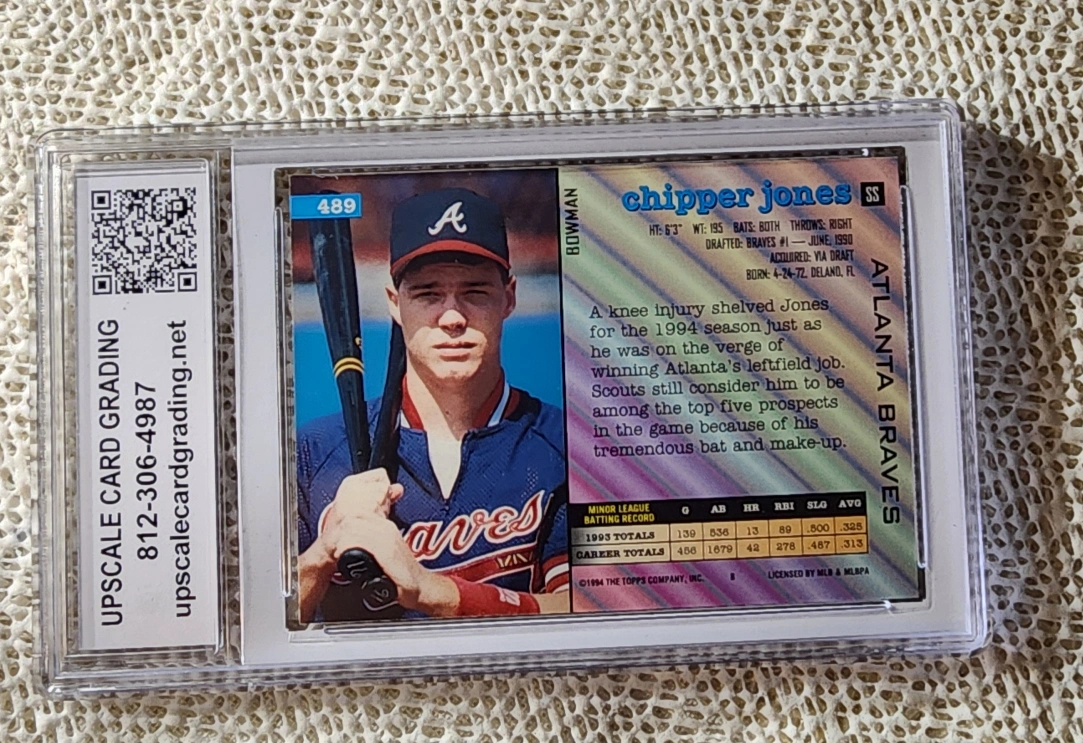 UPSCALE CARD GRADING
812-306-4987
upscalecardgrading.net
489
A
Braves
BOWMAN
chipper jones SS
HT: 6'3" WT: 195 BATS: BOTH THROWS: RIGHT
DRAFTED: BRAVES #1 — JUNE, 1990
ACQUIRED: VIA DRAFT
BORN: 4-24-72, DELAND, FL
ATLANTA BRAVES
A knee injury shelved Jones
for the 1994 season just as
he was on the verge of
winning Atlanta's leftfield job.
Scouts still consider him to be
among the top five prospects
in the game because of his
tremendous bat and make-up.
MINOR LEAGUE
BATTING RECORD G AB HR RBI SLG AVG
1993 TOTALS 139 536 13 89 .500 .325
CAREER TOTALS 456 1679 42 276 .487 .313
©1994 THE TOPPS COMPANY, INC. LICENSED BY MLB & MLBPA